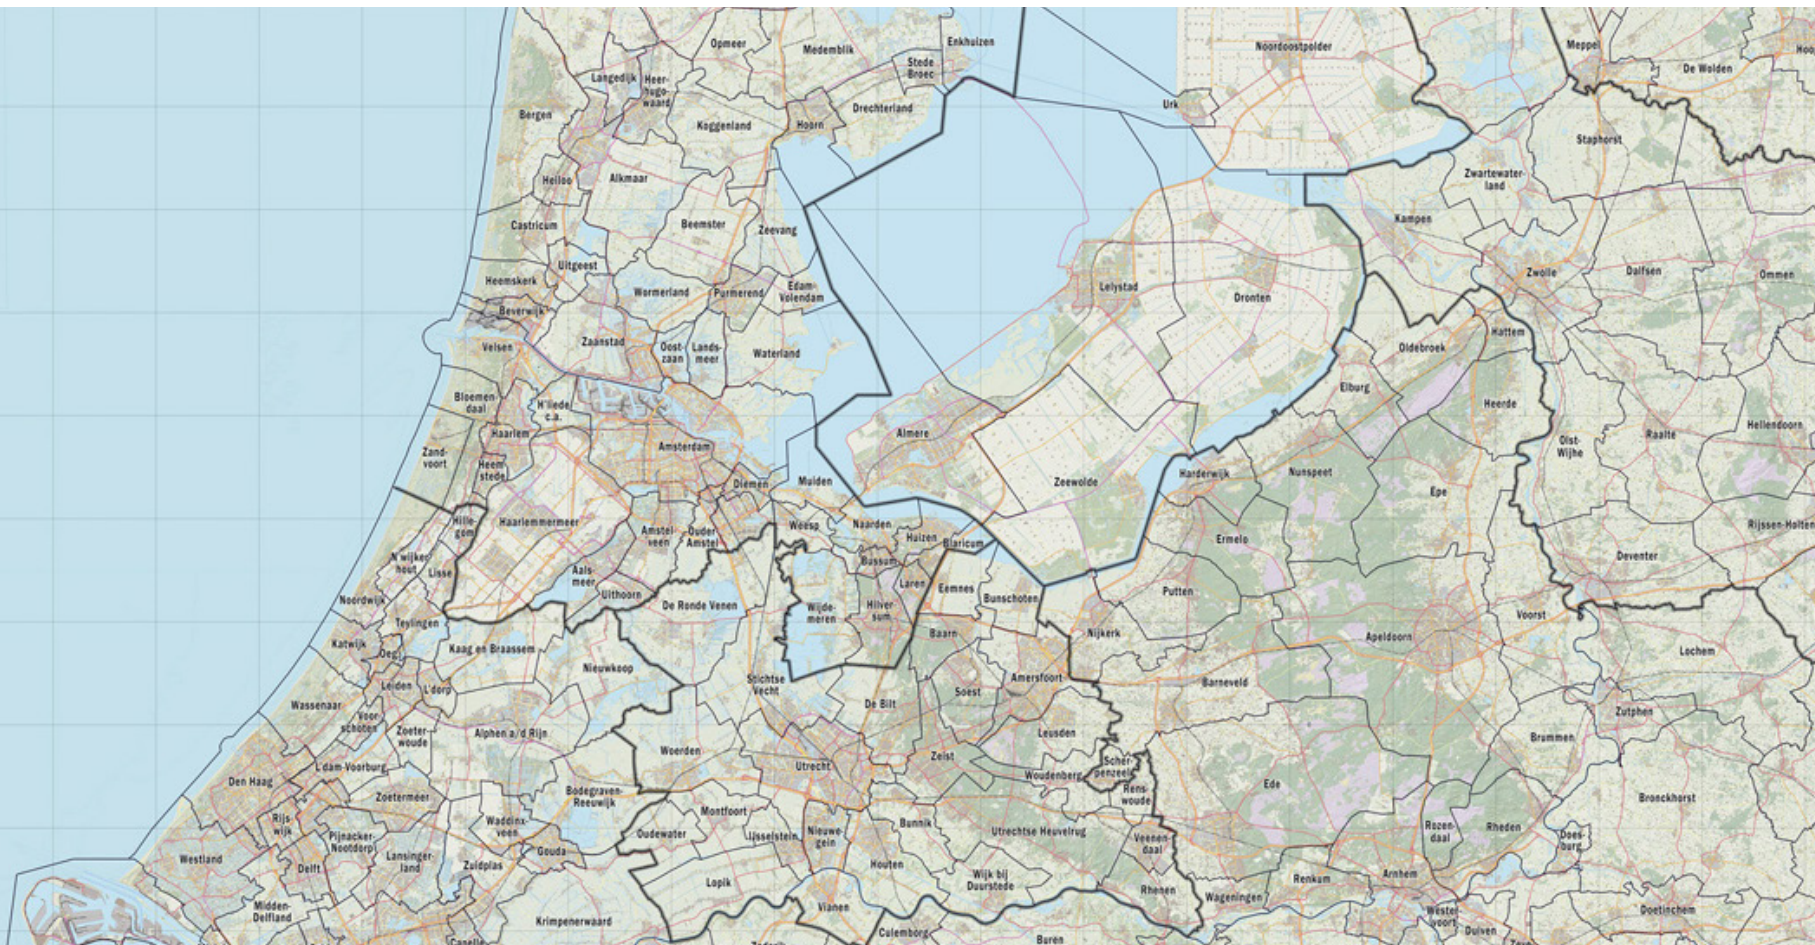 Opmeer
Medemblik
Enkhuizen
Noordoostpolder
Meppel
Hoo
De Wolden
Langedijk
Heer-
hugo-
waard
Stede
Broec
Bergen
Koggenland
Hoorn
Drechterland
Urk
Staphorst
Heiloo
Alkmaar
Zwartewater-
land
Castricum
Beemster
Zeevang
Kampen
Uitgeest
Heemskerk
Wormerland
Purmerend
Edam-
Volendam
Lelystad
Dronten
Zwolle
Dalfsen
Ommen
Beverwijk
Velsen
Zaanstad
Oost-
zaan
Lands-
meer
Waterland
Oldebroek
Hattem
Elburg
Heerde
Bloemen-
daal
H'liede
c.a.
Haarlem
Zand-
voort
Heem
stede
Amsterdam
Almere
Olst-
Wijhe
Raalte
Hellendoorn
Diemen
Muiden
Zeewolde
Harderwijk
Nunspeet
Epe
Hille-
gom
Haarlemmermeer
Amstel-
veen
Ouder-
Amstel
Weesp
Naarden
Huizen
Blaricum
Ermelo
Rijssen-Holten
Deventer
N'wijker
hout
Lisse
Aals-
meer
Uithoorn
Bussum
Laren
Eemnes
Bunschoten
Putten
Noordwijk
Teylingen
De Ronde Venen
Wijde-
meren
Hilver
sum
Baarn
Nijkerk
Voorst
Apeldoorn
Lochem
Katwijk
Oeg.
Kaag en Braassem
Nieuwkoop
Leiden
L'dorp
Stichtse
Vecht
Soest
Amersfoort
Barneveld
Wassenaar
Voor
schoten
Zoeter-
woude
Alphen a/d Rijn
De Bilt
Leusden
Zutphen
Brummen
Den Haag
L'dam-Voorburg
Woerden
Utrecht
Zeist
Woudenberg
Scher-
penzeel
Zoetermeer
Bodegraven-
Reeuwijk
Rens-
woude
Ede
Bronckhorst
Rijs
wijk
Pijnacker-
Nootdorp
Waddinx-
veen
Montfoort
Oudewater
IJsselstein
Nieuwe-
gein
Bunnik
Utrechtse Heuvelrug
Veenen-
daal
Rozen-
daal
Rheden
Does-
burg
Westland
Delft
Lansinger-
land
Zuidplas
Gouda
Lopik
Houten
Wijk bij
Duurstede
Rhenen
Wageningen
Renkum
Arnhem
Midden-
Delfland
Krimpenerwaard
Vianen
Culemborg
Buren
Wester-
voort
Duiven
Doetinchem